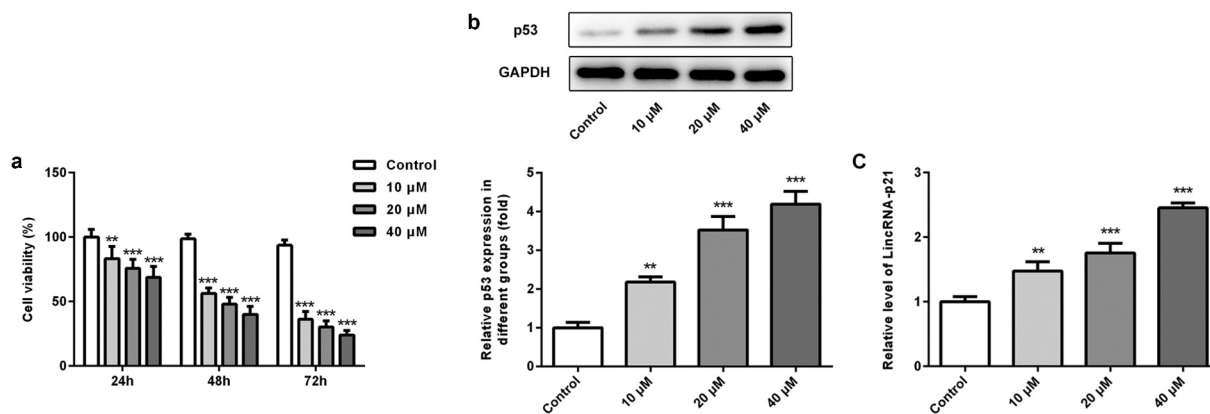 b
p53
GAPDH
Control 10 µM 20 µM 40 µM
a
Cell viability (%)
150
100
50
0
24h 48h 72h
** *** ***
*** *** ***
*** *** ***
Control
10 µM
20 µM
40 µM
Relative p53 expression in
different groups (fold)
5
4
3
2
1
0
** *** ***
Control 10 µM 20 µM 40 µM
C
Relative level of LincRNA-p21
3
2
1
0
** *** ***
Control 10 µM 20 µM 40 µM